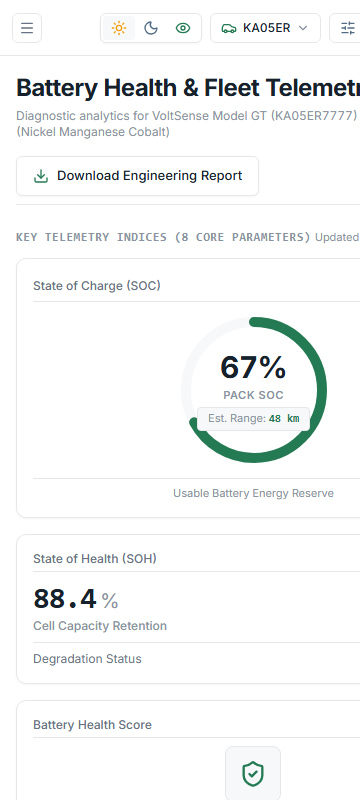 KA05ER
Battery Health & Fleet Telemetr
Diagnostic analytics for VoltSense Model GT (KA05ER7777)
(Nickel Manganese Cobalt)
Download Engineering Report
KEY TELEMETRY INDICES (8 CORE PARAMETERS) Updated
State of Charge (SOC)
67%
PACK SOC
Est. Range: 48 km
Usable Battery Energy Reserve
State of Health (SOH)
88.4 %
Cell Capacity Retention
Degradation Status
Battery Health Score